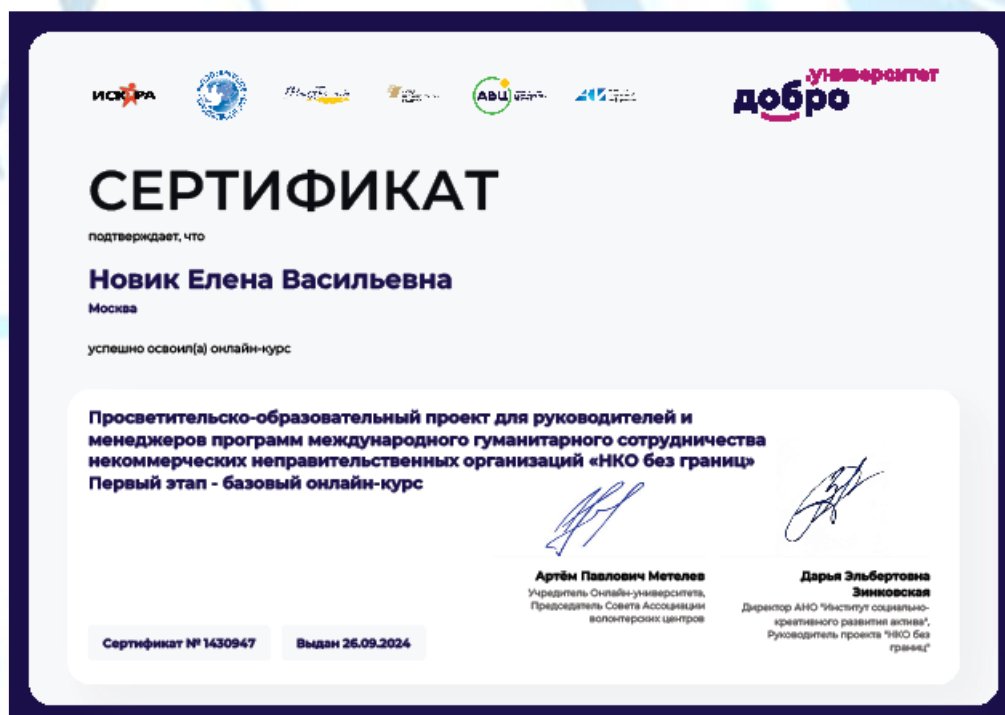 ИСКРА
АВЦ
университет
добро
СЕРТИФИКАТ
подтверждает, что
Новик Елена Васильевна
Москва
успешно освоил(а) онлайн-курс
Просветительско-образовательный проект для руководителей и
менеджеров программ международного гуманитарного сотрудничества
некоммерческих неправительственных организаций «НКО без границ»
Первый этап - базовый онлайн-курс
Артём Павлович Метелев
Учредитель Онлайн-университета,
Председатель Совета Ассоциации
волонтерских центров
Дарья Эльбертовна
Зинковская
Директор АНО "Институт социально-
креативного развития актива",
Руководитель проекта "НКО без
границ"
Сертификат № 1430947
Выдан 26.09.2024